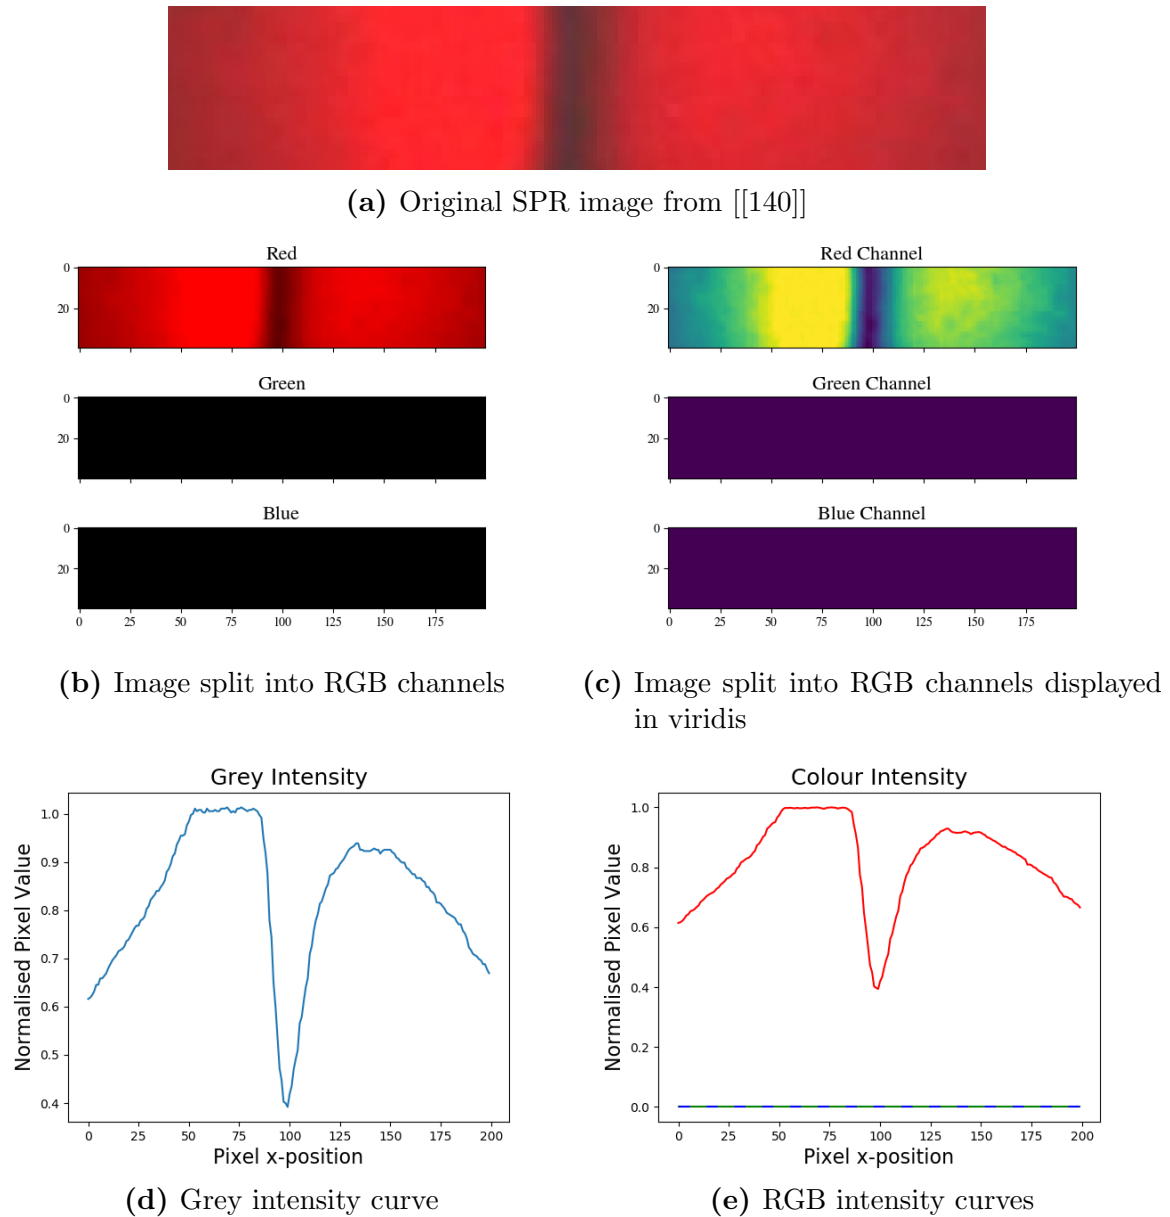 (a) Original SPR image from [[140]]
Red
0
20
Green
0
20
Blue
0
20
0 25 50 75 100 125 150 175
(b) Image split into RGB channels
Red Channel
0
20
Green Channel
0
20
Blue Channel
0
20
0 25 50 75 100 125 150 175
(c) Image split into RGB channels displayed
in viridis
Grey Intensity
Normalised Pixel Value
1.0
0.9
0.8
0.7
0.6
0.5
0.4
0 25 50 75 100 125 150 175 200
Pixel x-position
(d) Grey intensity curve
Colour Intensity
Normalised Pixel Value
1.0
0.8
0.6
0.4
0.2
0.0
0 25 50 75 100 125 150 175 200
Pixel x-position
(e) RGB intensity curves